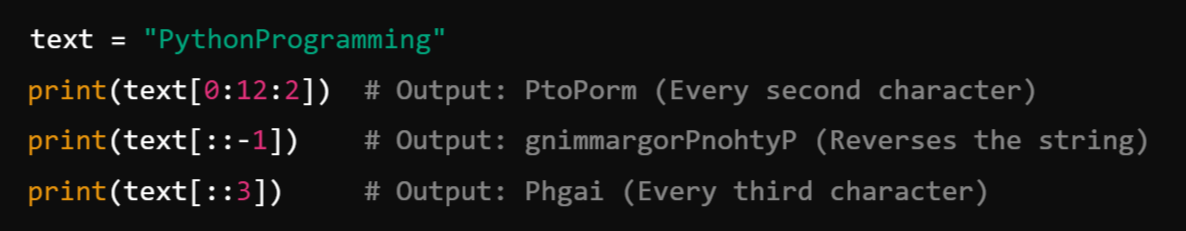 text = "PythonProgramming"
print(text[0:12:2])  # Output: PtoPorm (Every second character)
print(text[::-1])    # Output: gnimmargorPnohtyP (Reverses the string)
print(text[::3])     # Output: Phgai (Every third character)